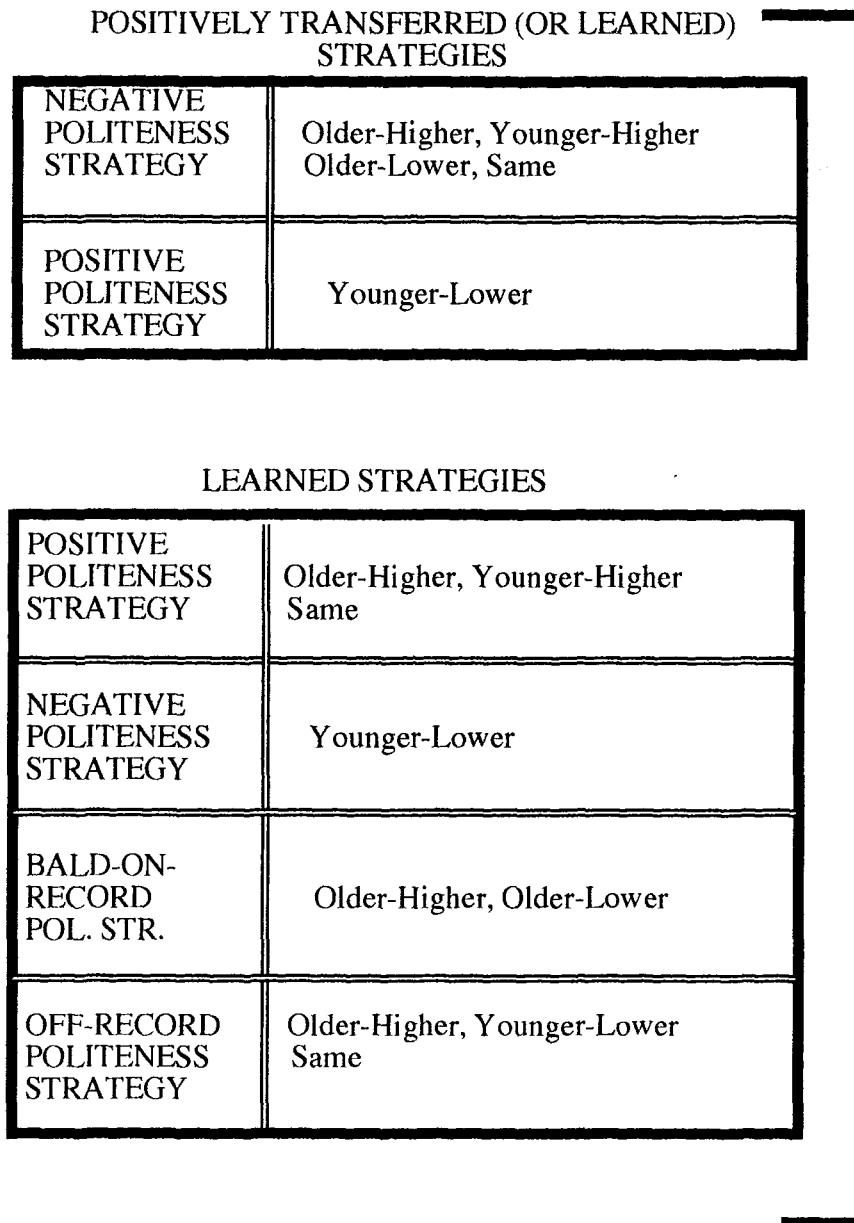 POSITIVELY TRANSFERRED (OR LEARNED)
STRATEGIES
NEGATIVE
POLITENESS
STRATEGY
Older-Higher, Younger-Higher
Older-Lower, Same
POSITIVE
POLITENESS
STRATEGY
Younger-Lower
LEARNED STRATEGIES
POSITIVE
POLITENESS
STRATEGY
Older-Higher, Younger-Higher
Same
NEGATIVE
POLITENESS
STRATEGY
Younger-Lower
BALD-ON-
RECORD
POL. STR.
Older-Higher, Older-Lower
OFF-RECORD
POLITENESS
STRATEGY
Older-Higher, Younger-Lower
Same